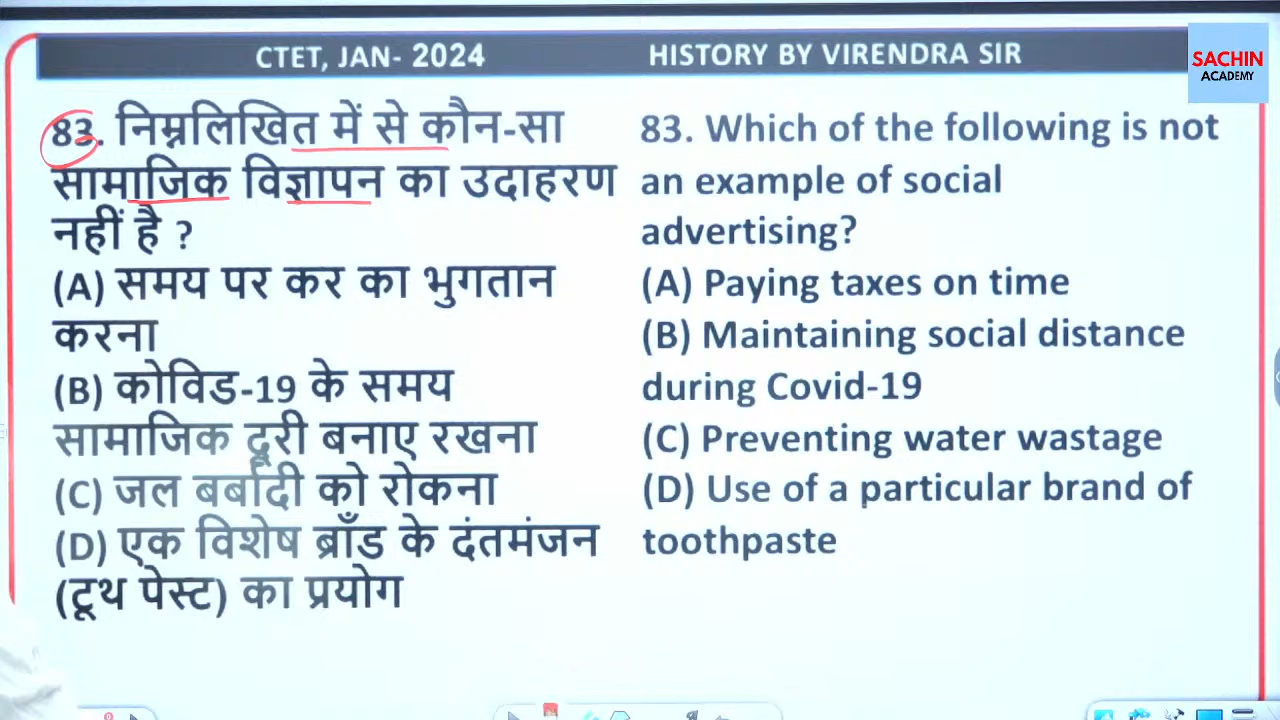 CTET, JAN- 2024
HISTORY BY VIRENDRA SIR
SACHIN
ACADEMY
83. निम्नलिखित में से कौन-सा
सामाजिक विज्ञापन का उदाहरण
नहीं है ?
(A) समय पर कर का भुगतान
करना
(B) कोविड-19 के समय
सामाजिक दूरी बनाए रखना
(C) जल बर्बादी को रोकना
(D) एक विशेष ब्राँड के दंतमंजन
(टूथ पेस्ट) का प्रयोग
83. Which of the following is not
an example of social
advertising?
(A) Paying taxes on time
(B) Maintaining social distance
during Covid-19
(C) Preventing water wastage
(D) Use of a particular brand of
toothpaste